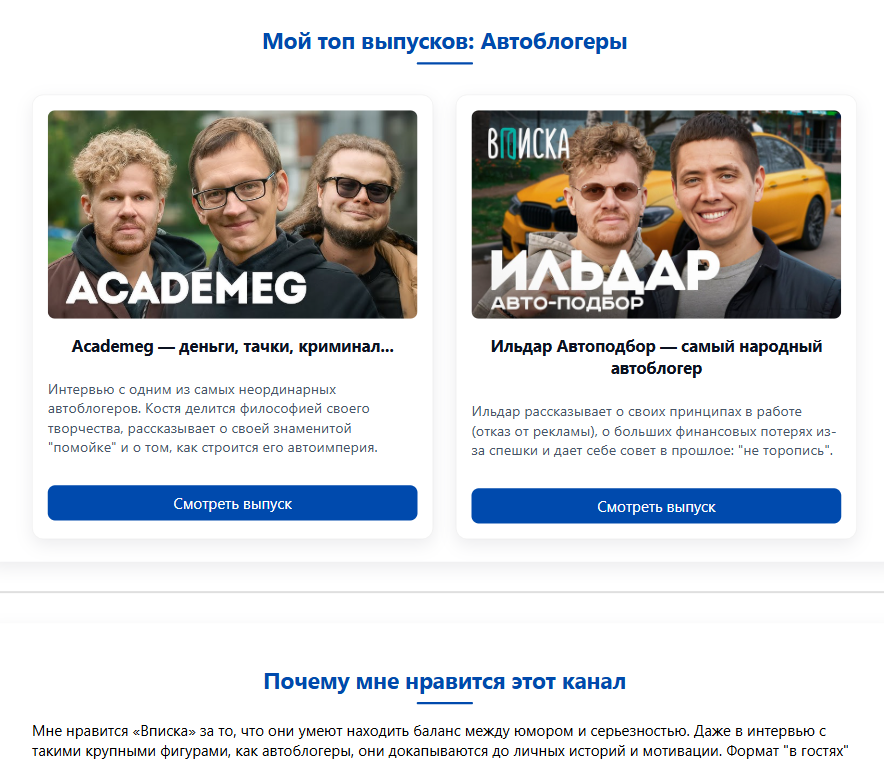 Мой топ выпусков: Автоблогеры
ACADEMEG
Academeg — деньги, тачки, криминал...
Интервью с одним из самых неординарных
автоблогеров. Костя делится философией своего
творчества, рассказывает о своей знаменитой
"помойке" и о том, как строится его автоимперия.
Смотреть выпуск
ВПИСКА
ИЛЬДАР
АВТО-ПОДБОР
Ильдар Автоподбор — самый народный
автоблогер
Ильдар рассказывает о своих принципах в работе
(отказ от рекламы), о больших финансовых потерях из-
за спешки и дает себе совет в прошлое: "не торопись".
Смотреть выпуск
Почему мне нравится этот канал
Мне нравится «Вписка» за то, что они умеют находить баланс между юмором и серьезностью. Даже в интервью с
такими крупными фигурами, как автоблогеры, они докапываются до личных историй и мотивации. Формат "в гостях"